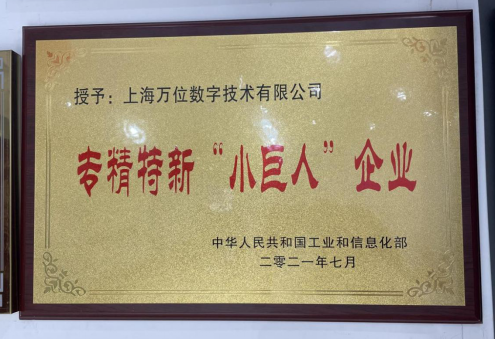 授予：上海万位数字技术有限公司
专精特新“小巨人”企业
中华人民共和国工业和信息化部
二零二一年七月